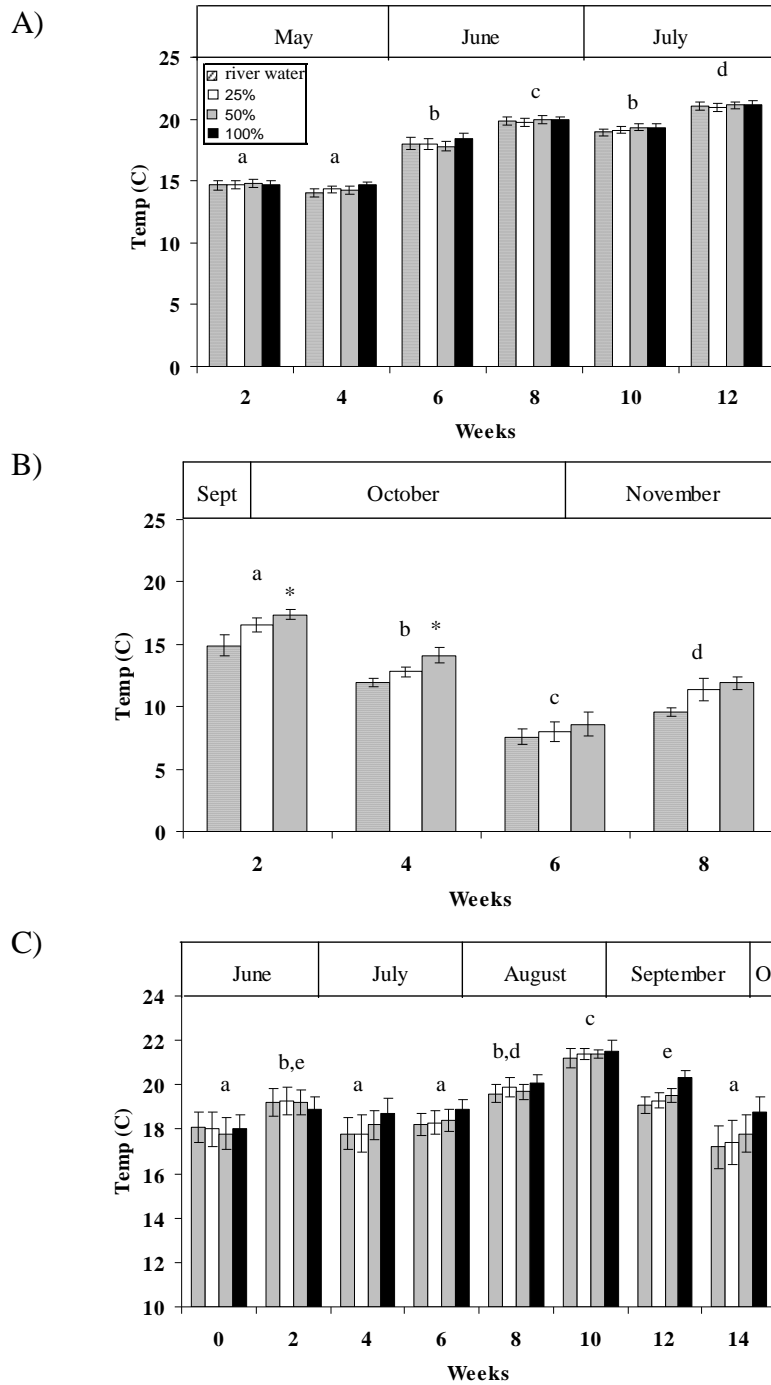 A)
May June July
river water
25%
50%
100%
a a b c b d
25
20
15
10
5
0
Temp (C)
2 4 6 8 10 12
Weeks
B)
Sept October November
25
20
15
10
5
0
Temp (C)
a * b * c d
2 4 6 8
Weeks
C)
June July August September O
24
22
20
18
16
14
12
10
Temp (C)
a b,e a a b,d c e a
0 2 4 6 8 10 12 14
Weeks